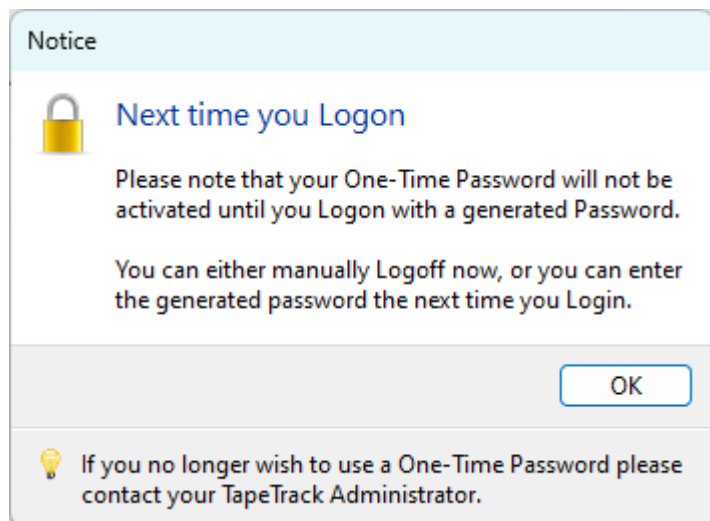 Notice
Next time you Logon
Please note that your One-Time Password will not be
activated until you Logon with a generated Password.
You can either manually Logoff now, or you can enter
the generated password the next time you Login.
OK
If you no longer wish to use a One-Time Password please
contact your TapeTrack Administrator.